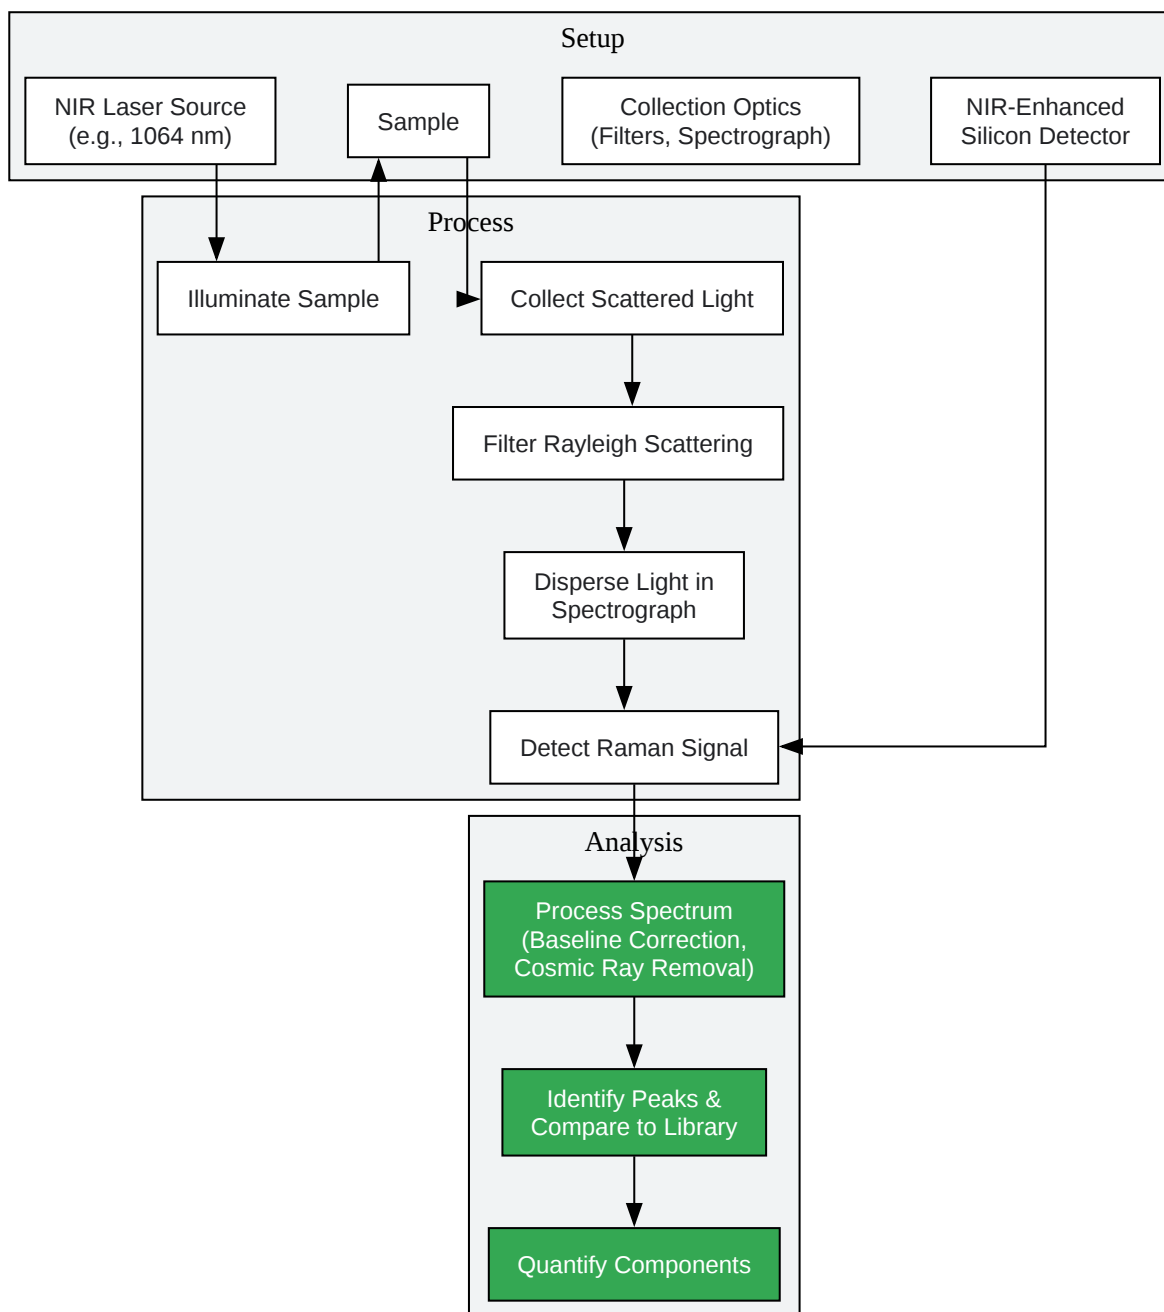 Setup
NIR Laser Source
(e.g., 1064 nm)
Sample
Collection Optics
(Filters, Spectrograph)
NIR-Enhanced
Silicon Detector
Process
Illuminate Sample
Collect Scattered Light
Filter Rayleigh Scattering
Disperse Light in
Spectrograph
Detect Raman Signal
Analysis
Process Spectrum
(Baseline Correction,
Cosmic Ray Removal)
Identify Peaks &
Compare to Library
Quantify Components